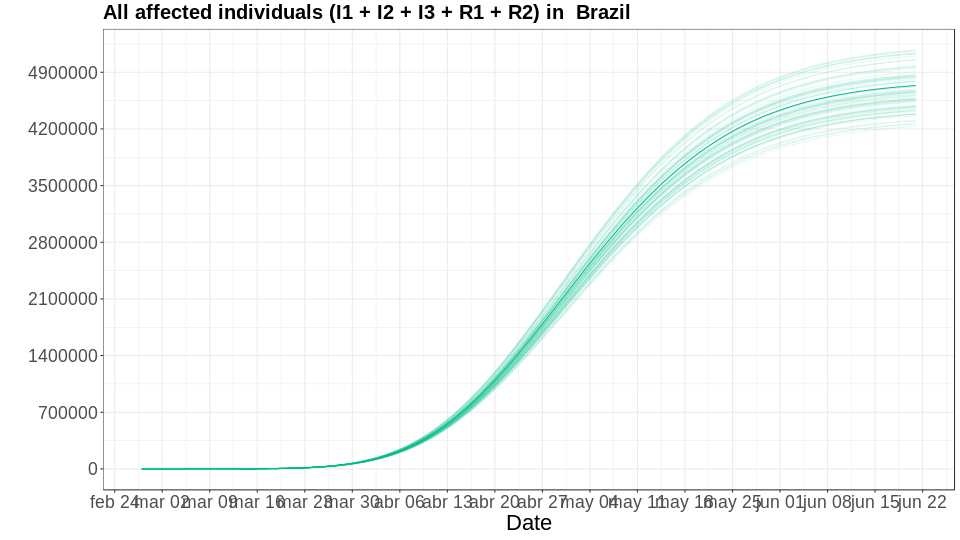 All affected individuals (I1 + I2 + I3 + R1 + R2) in  Brazil
4900000
4200000
3500000
2800000
2100000
1400000
700000
0
feb 24 mar 02 mar 09 mar 16 mar 23 mar 30 abr 06 abr 13 abr 20 abr 27 may 04 may 11 may 18 may 25 jun 01 jun 08 jun 15 jun 22
Date